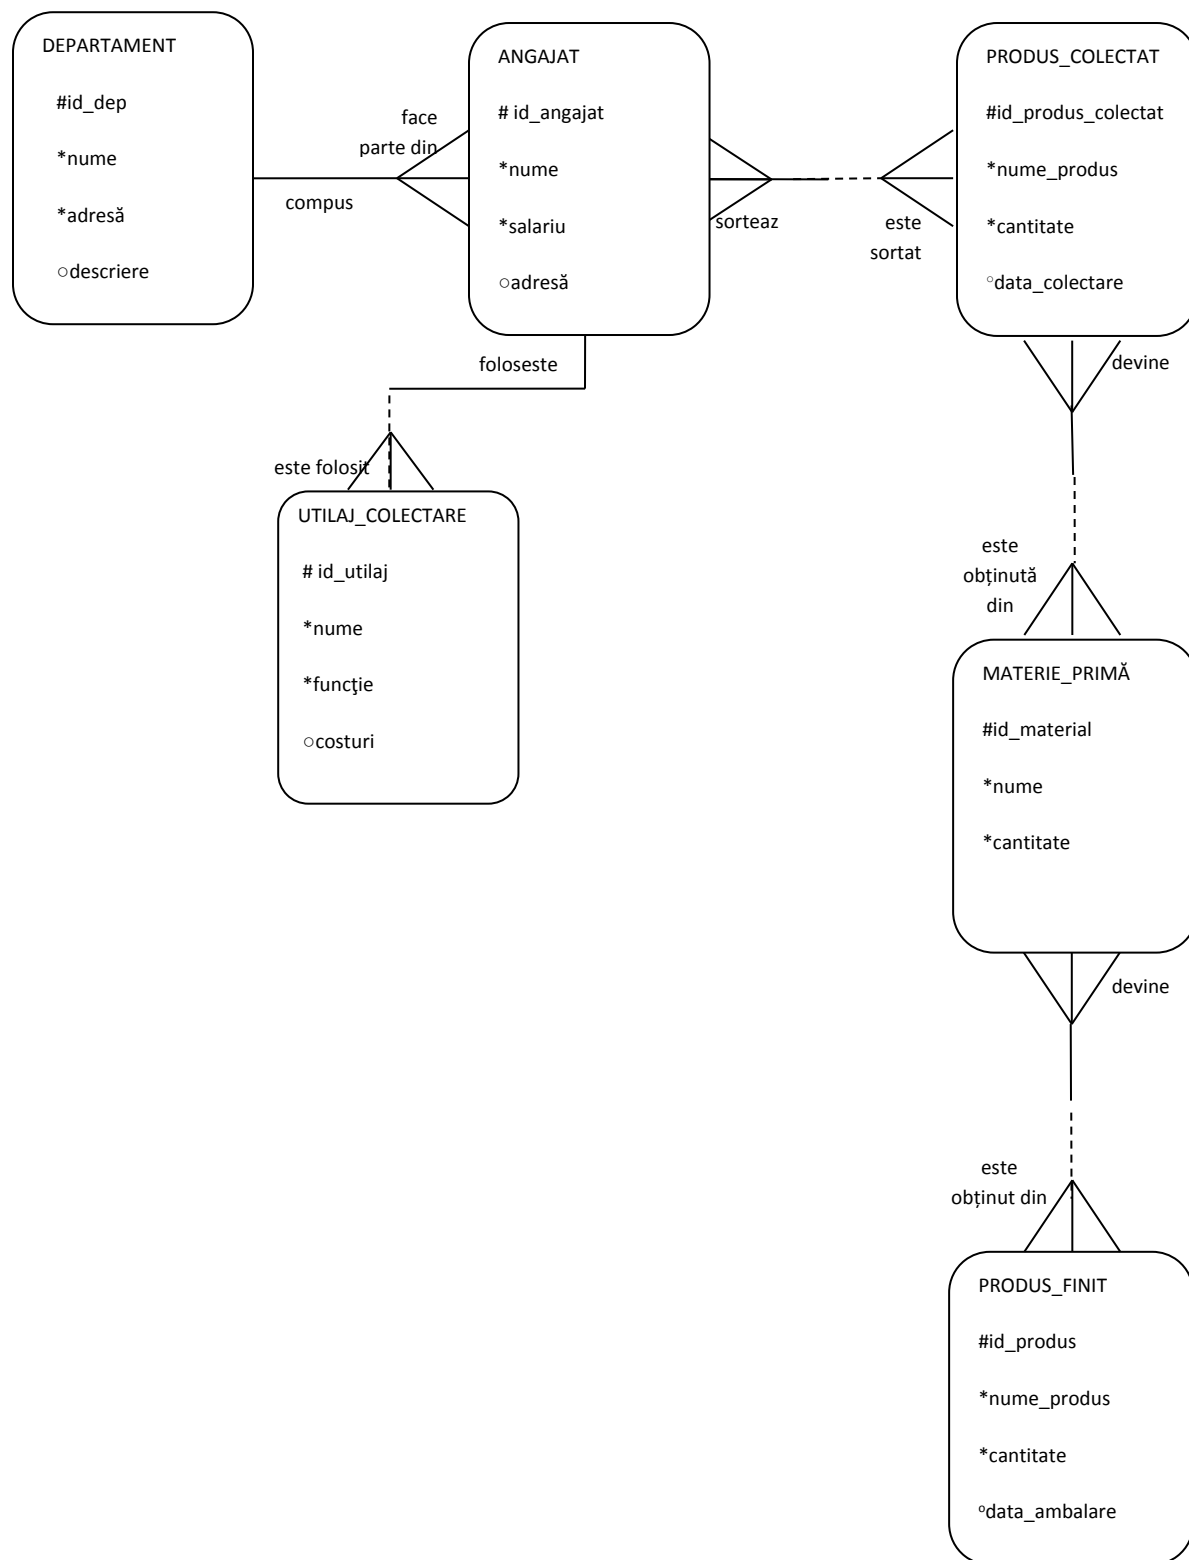 DEPARTAMENT
#id_dep
*nume
*adresă
○descriere
face
parte din
compus
ANGAJAT
# id_angajat
*nume
*salariu
○adresă
sorteaz
este
sortat
PRODUS_COLECTAT
#id_produs_colectat
*nume_produs
*cantitate
○data_colectare
foloseste
este folosit
UTILAJ_COLECTARE
# id_utilaj
*nume
*funcţie
○costuri
devine
este
obținută
din
MATERIE_PRIMĂ
#id_material
*nume
*cantitate
devine
este
obținut din
PRODUS_FINIT
#id_produs
*nume_produs
*cantitate
ºdata_ambalare